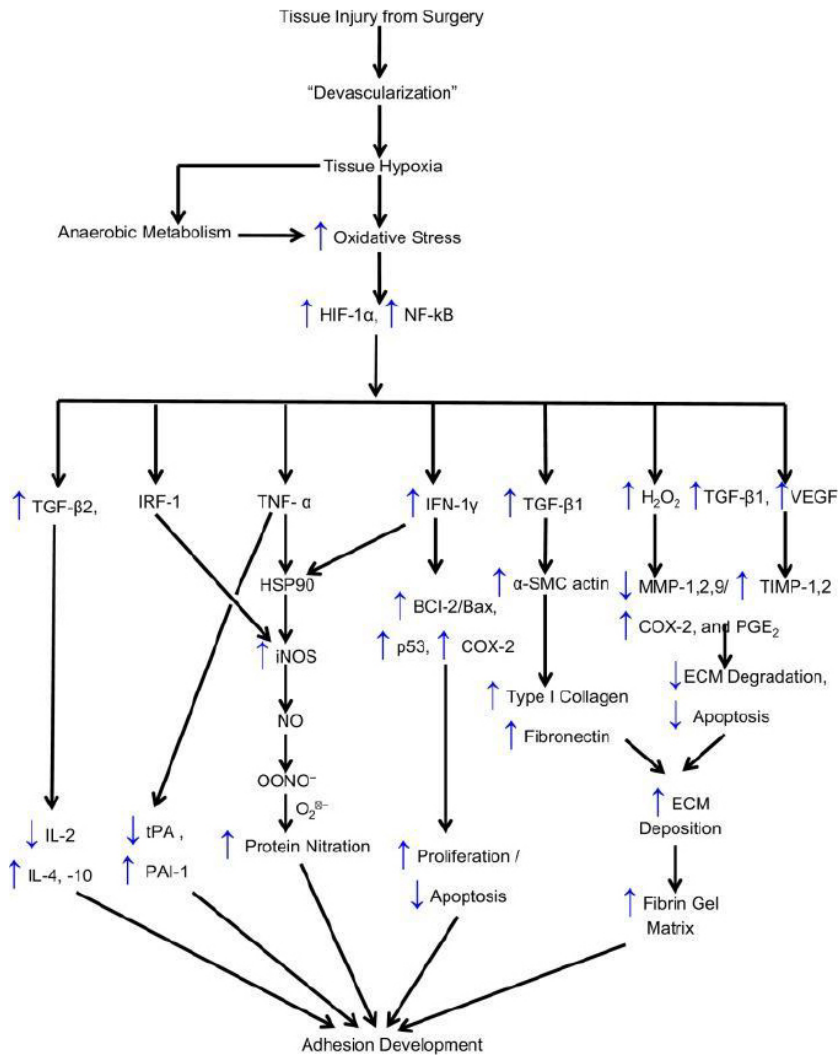 Tissue Injury from Surgery
“Devascularization”
Tissue Hypoxia
Anaerobic Metabolism
↑ Oxidative Stress
↑ HIF-1α, ↑ NF-kB
↑ TGF-β2,
IRF-1
TNF- α
↑ IFN-1γ
↑ TGF-β1
↑ H₂O₂
↑TGF-β1, ↑VEGF
HSP90
↑ α-SMC actin
↓ MMP-1,2,9/
↑ TIMP-1,2
↑ BCl-2/Bax,
↑ COX-2, and PGE₂
↑ iNOS
↑ p53, ↑ COX-2
↓ECM Degradation,
↑ Type I Collagen
NO
↓ Apoptosis
↑ Fibronectin
OONO⁻
O₂⊠⁻
↑ ECM
Deposition
↓ IL-2
↓ tPA ,
↑ Protein Nitration
↑ Proliferation /
↑ IL-4, -10
↑ PAI-1
↓ Apoptosis
↑ Fibrin Gel
Matrix
Adhesion Development